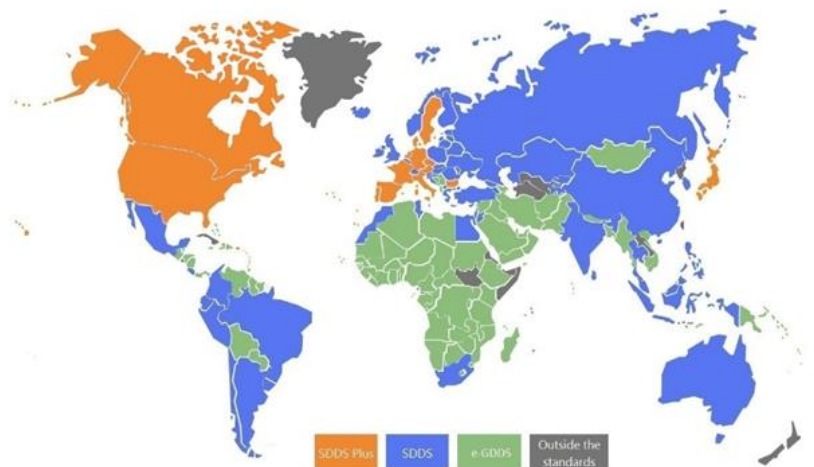 SDDS Plus
SDDS
e-GDDS
Outside the
standards